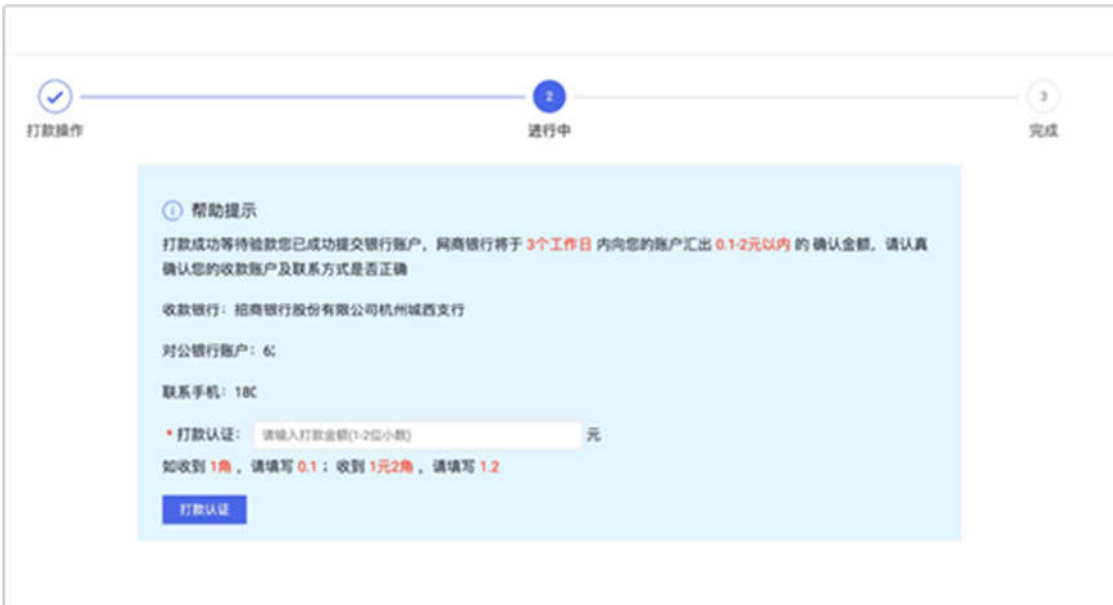 2
3
打款操作
进行中
完成
帮助提示
打款成功等待验款您已成功提交银行账户，网商银行将于 3个工作日 内向您的账户汇出 0.1-2元以内 的 确认金额，请认真
确认您的收款账户及联系方式是否正确
收款银行：招商银行股份有限公司杭州城西支行
对公银行账户：6
联系手机：180
* 打款认证：
请输入打款金额(1-2位小数)
元
如收到 1角 ，请填写 0.1 ；收到 1元2角 ，请填写 1.2
打款认证